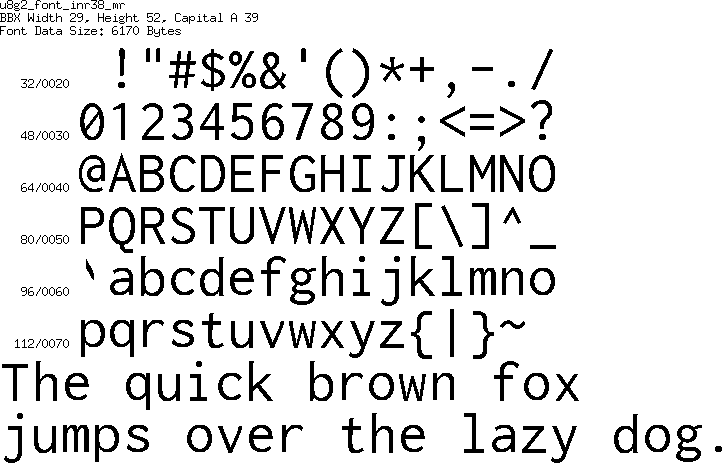 u8g2_font_inr38_mr
BBX Width 29, Height 52, Capital A 39
Font Data Size: 6170 Bytes
32/0020 !"#$%&'()*+,-./
48/0030 0123456789:;<=>?
64/0040 @ABCDEFGHIJKLMNO
80/0050 PQRSTUVWXYZ[\]^_
96/0060 `abcdefghijklmno
112/0070 pqrstuvwxyz{|}~
The quick brown fox
jumps over the lazy dog.